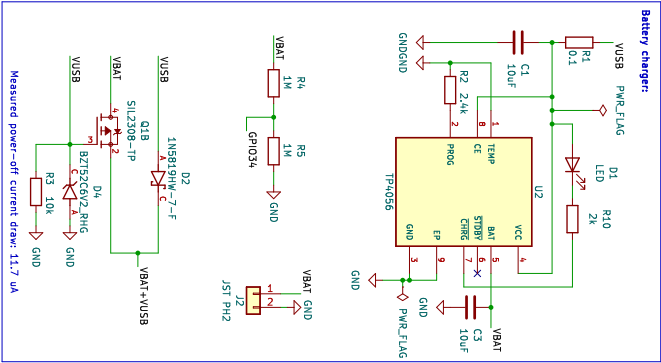 Battery charger:
VUSB
R1
0.1
C1
10uF
GND
GND
PWR_FLAG
R2
2.4k
2
8
1
PROG
CE
TEMP
U2
TP4056
GND
EP
CHRG
STDBY
BAT
VCC
3
9
7
6
5
4
D1
LED
R10
2k
GND
PWR_FLAG
GND
C3
10uF
VBAT
VBAT
R4
1M
GPIO34
R5
1M
GND
VBAT
GND
1
2
J2
JST PH2
VUSB
VBAT
VUSB
4
3
2
Q1B
SIL2308-TP
A
C
D2
1N5819HW-7-F
C
A
D4
BZT52C6V2_RHG
R3
10k
GND
GND
VBAT+VUSB
Measured power-off current draw: 11.7 uA